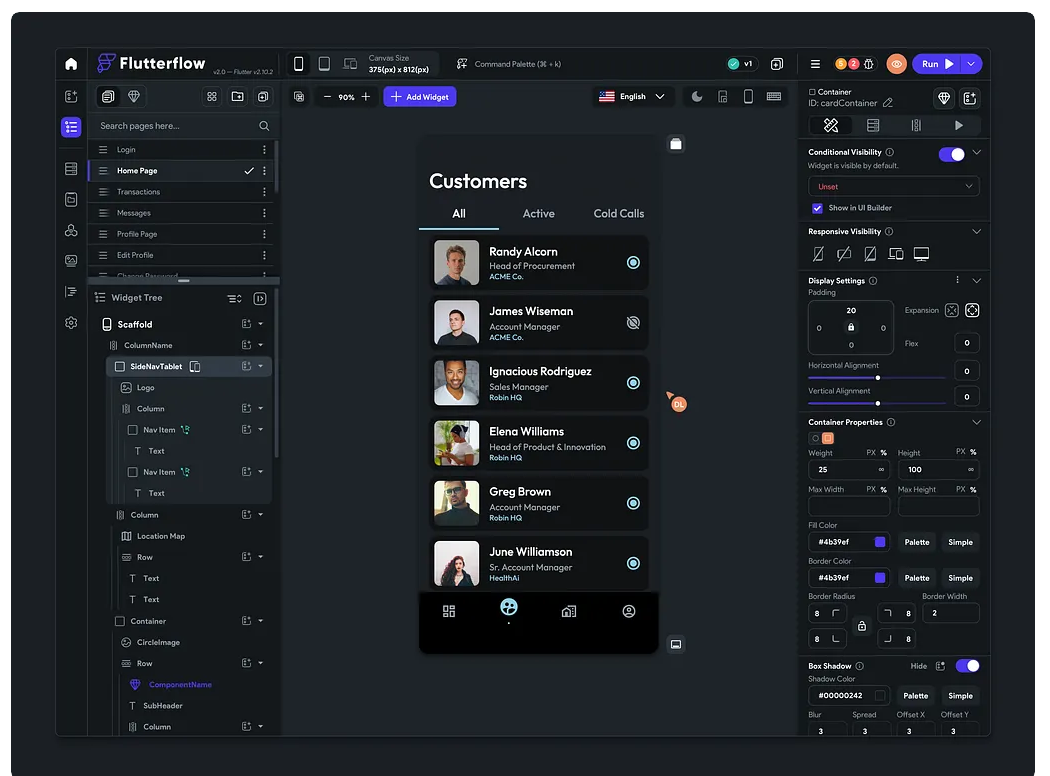 Flutterflow
v2.0 — Flutter v2.10.2
Canvas Size
375(px) x 812(px)
Command Palette (⌘ + k)
v1
5
2
Run
90%
Add Widget
English
Search pages here...
Login
Home Page
Transactions
Messages
Profile Page
Edit Profile
Change Password
Widget Tree
Scaffold
ColumnName
SideNavTablet
Logo
Column
Nav Item
Text
Nav Item
Text
Column
Location Map
Row
Text
Text
Container
CircleImage
Row
ComponentName
SubHeader
Column
Customers
All
Active
Cold Calls
Randy Alcorn
Head of Procurement
ACME Co.
James Wiseman
Account Manager
ACME Co.
Ignacious Rodriguez
Sales Manager
Robin HQ
Elena Williams
Head of Product & Innovation
Robin HQ
Greg Brown
Account Manager
Robin HQ
June Williamson
Sr. Account Manager
HealthAi
DL
Container
ID: cardContainer
Conditional Visibility
Widget is visible by default.
Unset
Show in UI Builder
Responsive Visibility
Display Settings
Padding
20
0
0
0
Expansion
Flex
0
Horizontal Alignment
0
Vertical Alignment
0
Container Properties
Weight PX % Height PX %
25 ∞ 100 ∞
Max Width PX % Max Height PX %
Fill Color
#4b39ef Palette Simple
Border Color
#4b39ef Palette Simple
Border Radius Border Width
8 8 2
8 8
Box Shadow Hide
Shadow Color
#00000242 Palette Simple
Blur Spread Offset X Offset Y
3 3 3 3